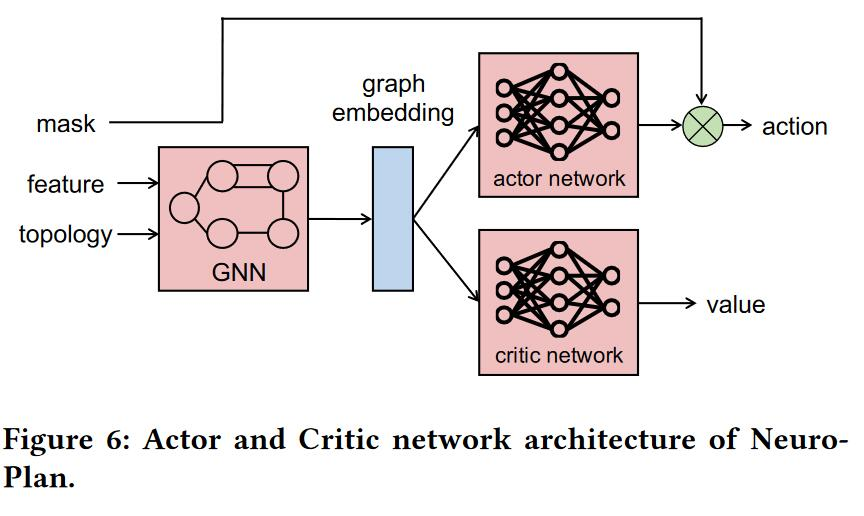 graph
embedding
mask
feature
topology
GNN
actor network
action
critic network
value
Figure 6: Actor and Critic network architecture of Neuro-
Plan.